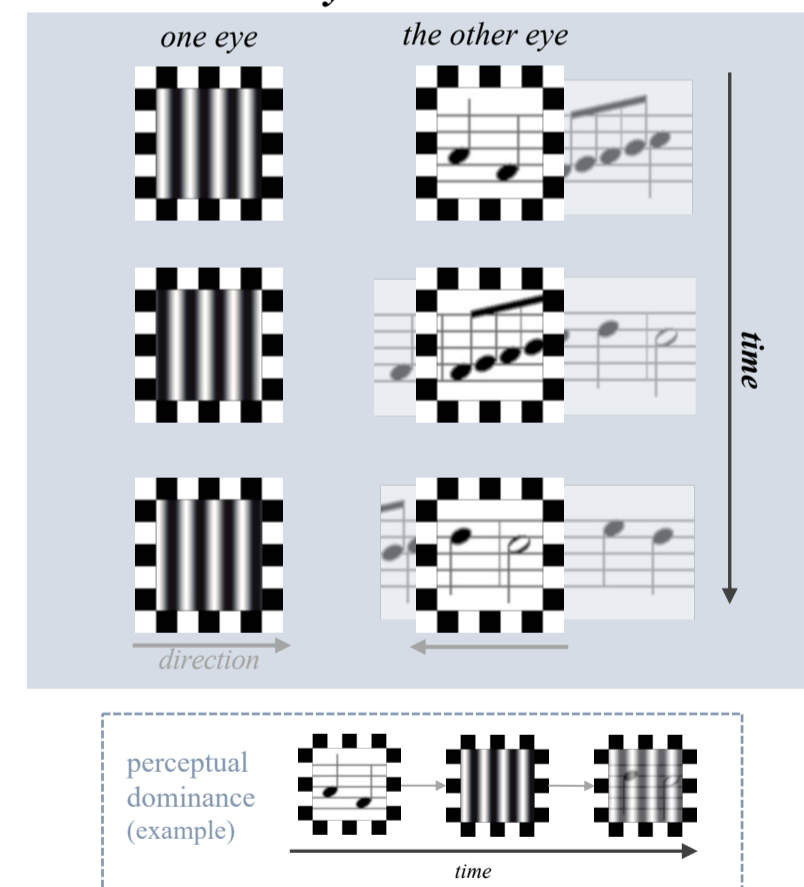 one eye
the other eye
time
direction
perceptual
dominance
(example)
time